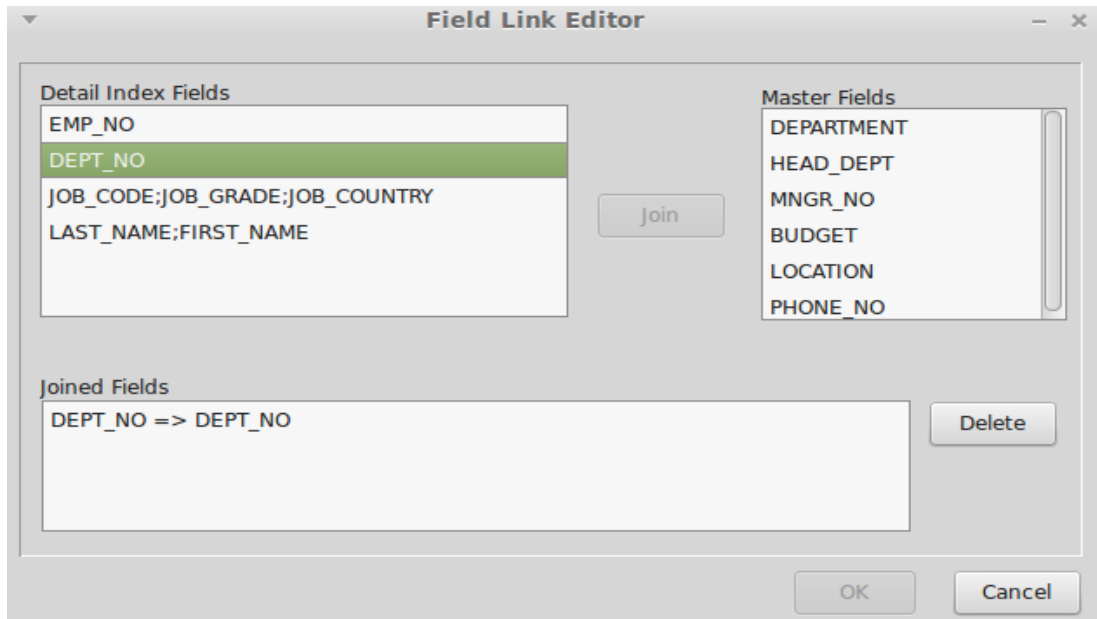 Field Link Editor
Detail Index Fields
EMP_NO
DEPT_NO
JOB_CODE;JOB_GRADE;JOB_COUNTRY
LAST_NAME;FIRST_NAME
Join
Master Fields
DEPARTMENT
HEAD_DEPT
MNGR_NO
BUDGET
LOCATION
PHONE_NO
Joined Fields
DEPT_NO => DEPT_NO
Delete
OK
Cancel